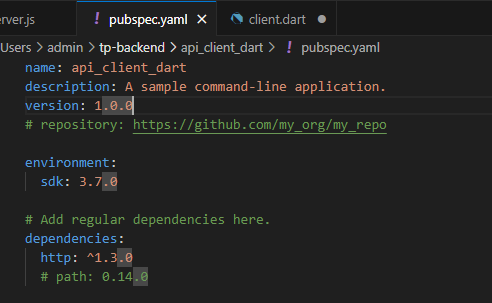 erver.js
! pubspec.yaml
client.dart
Users > admin > tp-backend > api_client_dart > ! pubspec.yaml
name: api_client_dart
description: A sample command-line application.
version: 1.0.0
# repository: https://github.com/my_org/my_repo
environment:
sdk: 3.7.0
# Add regular dependencies here.
dependencies:
http: ^1.3.0
# path: 0.14.0